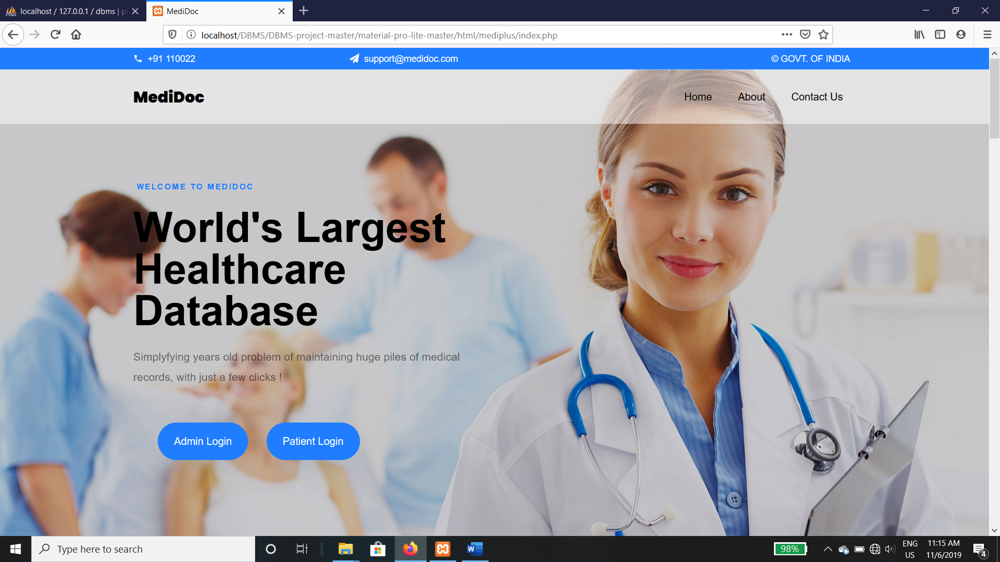 localhost / 127.0.0.1 / dbms |
MediDoc
localhost/DBMS/DBMS-project-master/material-pro-lite-master/html/mediplus/index.php
+91 110022
support@medidoc.com
© GOVT. OF INDIA
MediDoc
Home
About
Contact Us
WELCOME TO MEDIDOC
World's Largest
Healthcare
Database
Simplyfying years old problem of maintaining huge piles of medical
records, with just a few clicks !
Admin Login
Patient Login
Type here to search
98%
ENG
US
11:15 AM
11/6/2019
4